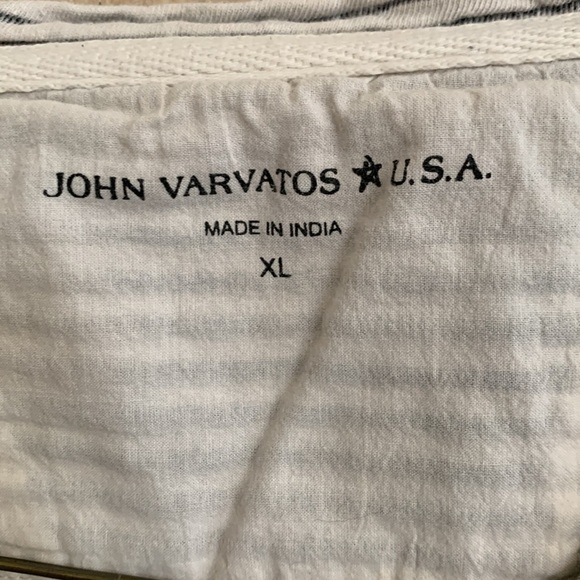 JOHN VARVATOS ★ U.S.A.
MADE IN INDIA
XL